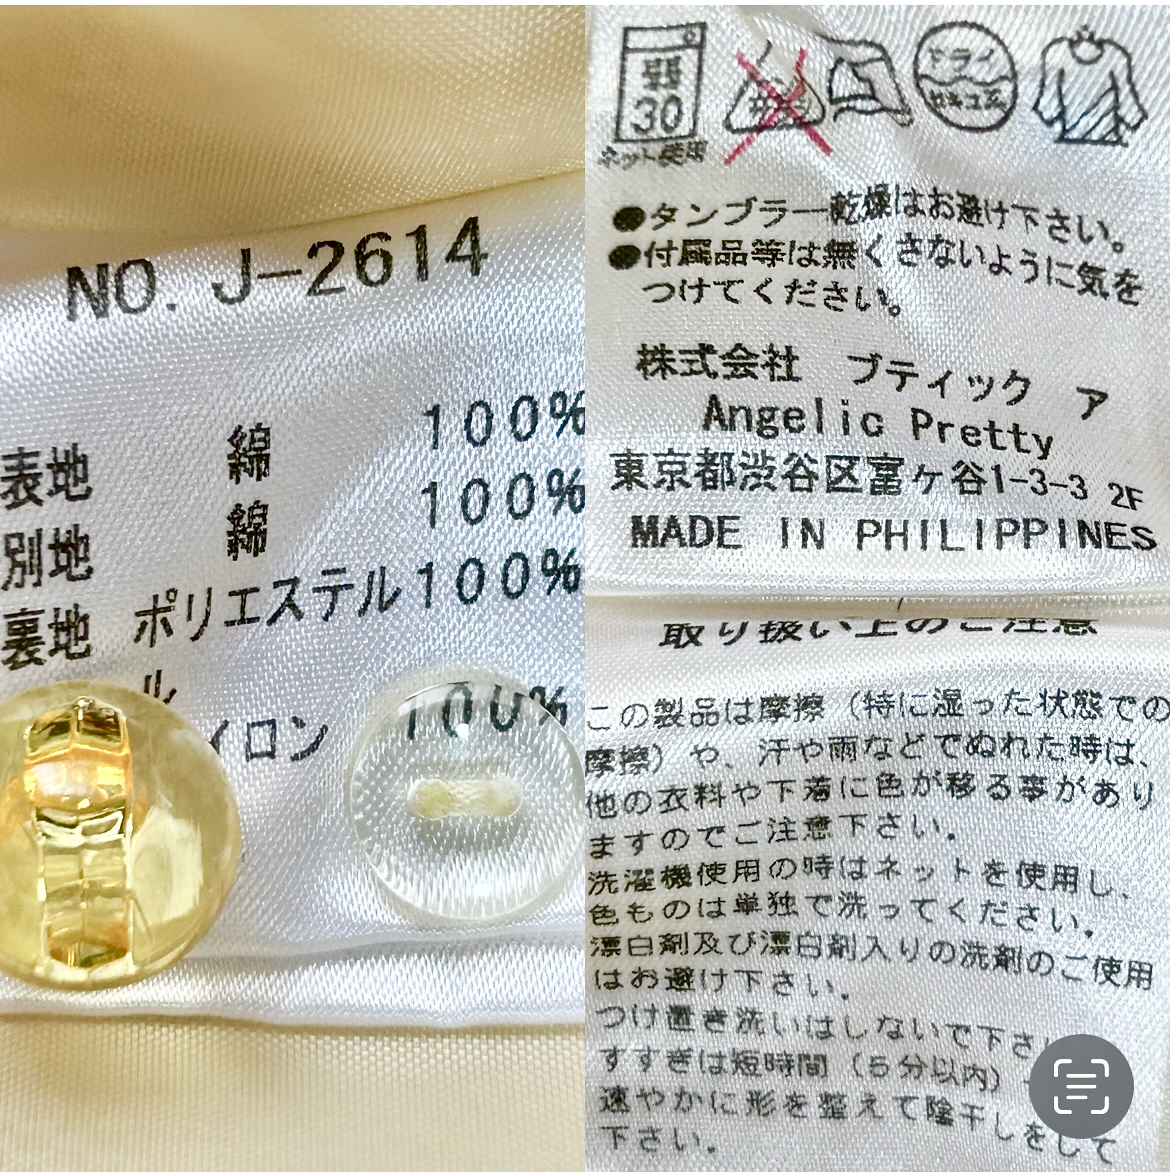 NO. J-2614
表地 綿 100%
別地 綿 100%
裏地 ポリエステル100%
ル
イロン 100%
弱
30
ネット使用
ドライ
セキユ系
●タンブラー乾燥はお避け下さい。
●付属品等は無くさないように気を
つけてください。
株式会社 ブティック ア
Angelic Pretty
東京都渋谷区富ヶ谷1-3-3 2F
MADE IN PHILIPPINES
取り扱い上のご注意
この製品は摩擦（特に湿った状態での
摩擦）や、汗や雨などでぬれた時は、
他の衣料や下着に色が移る事があり
ますのでご注意下さい。
洗濯機使用の時はネットを使用し、
色ものは単独で洗ってください。
漂白剤及び漂白剤入りの洗剤のご使用
はお避け下さい。
つけ置き洗いはしないで下さ
すすぎは短時間（5分以内）
速やかに形を整えて陰干しをして
下さい。